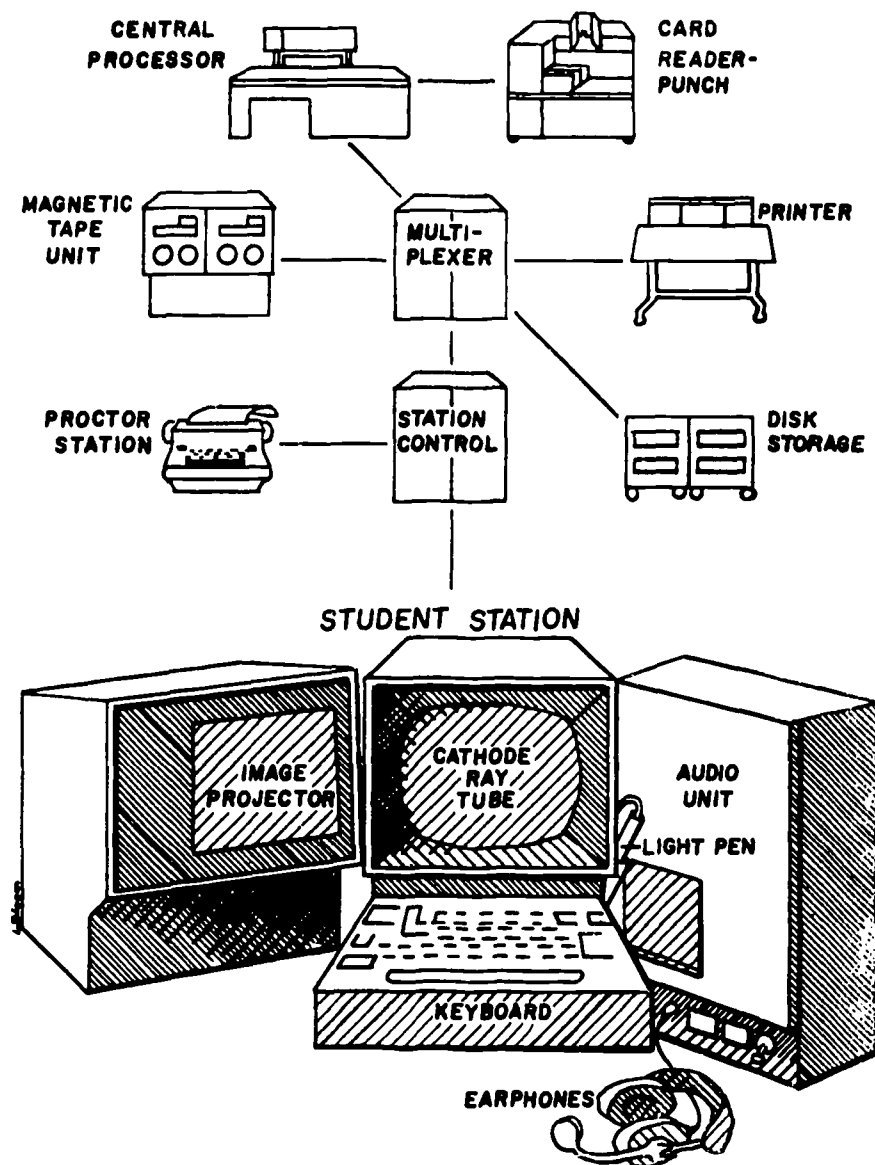 CENTRAL
PROCESSOR
CARD
READER-
PUNCH
MAGNETIC
TAPE
UNIT
MULTI-
PLEXER
PRINTER
PROCTOR
STATION
STATION
CONTROL
DISK
STORAGE
STUDENT STATION
IMAGE
PROJECTOR
CATHODE
RAY
TUBE
AUDIO
UNIT
LIGHT PEN
KEYBOARD
EARPHONES